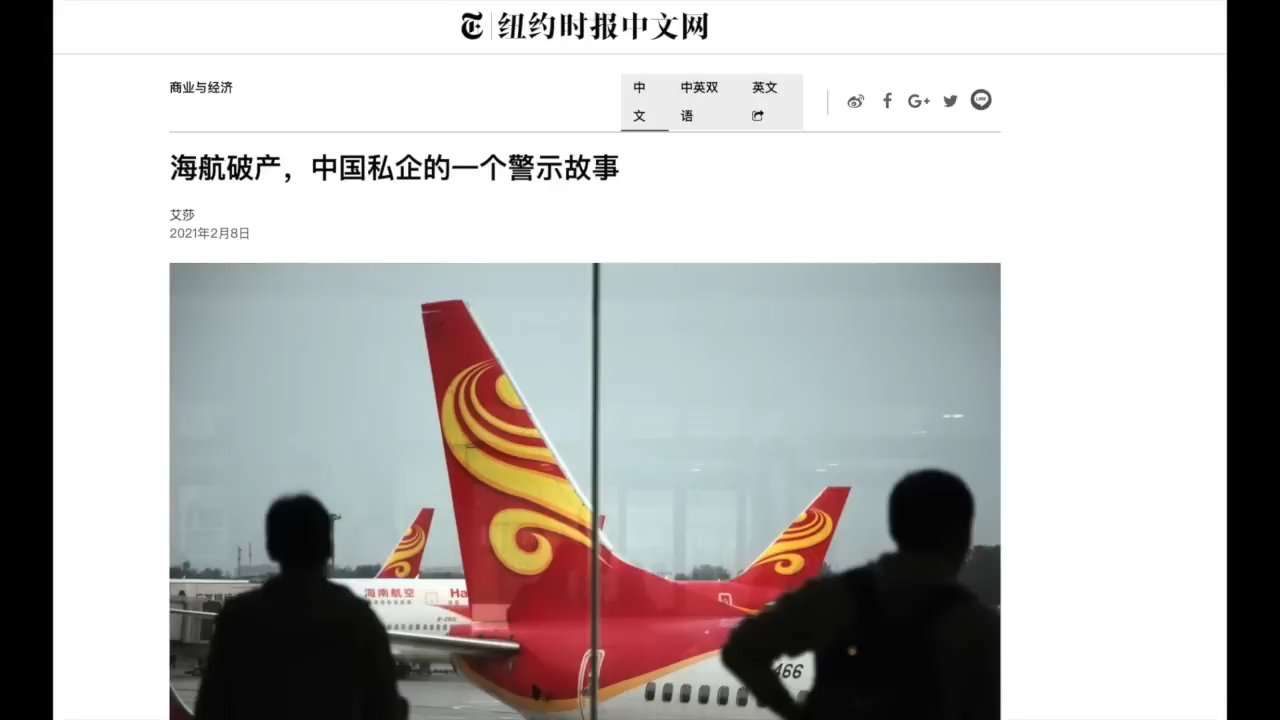 纽约时报中文网
商业与经济
中文
中英双语
英文
海航破产，中国私企的一个警示故事
艾莎
2021年2月8日
海南航空
Ha
466